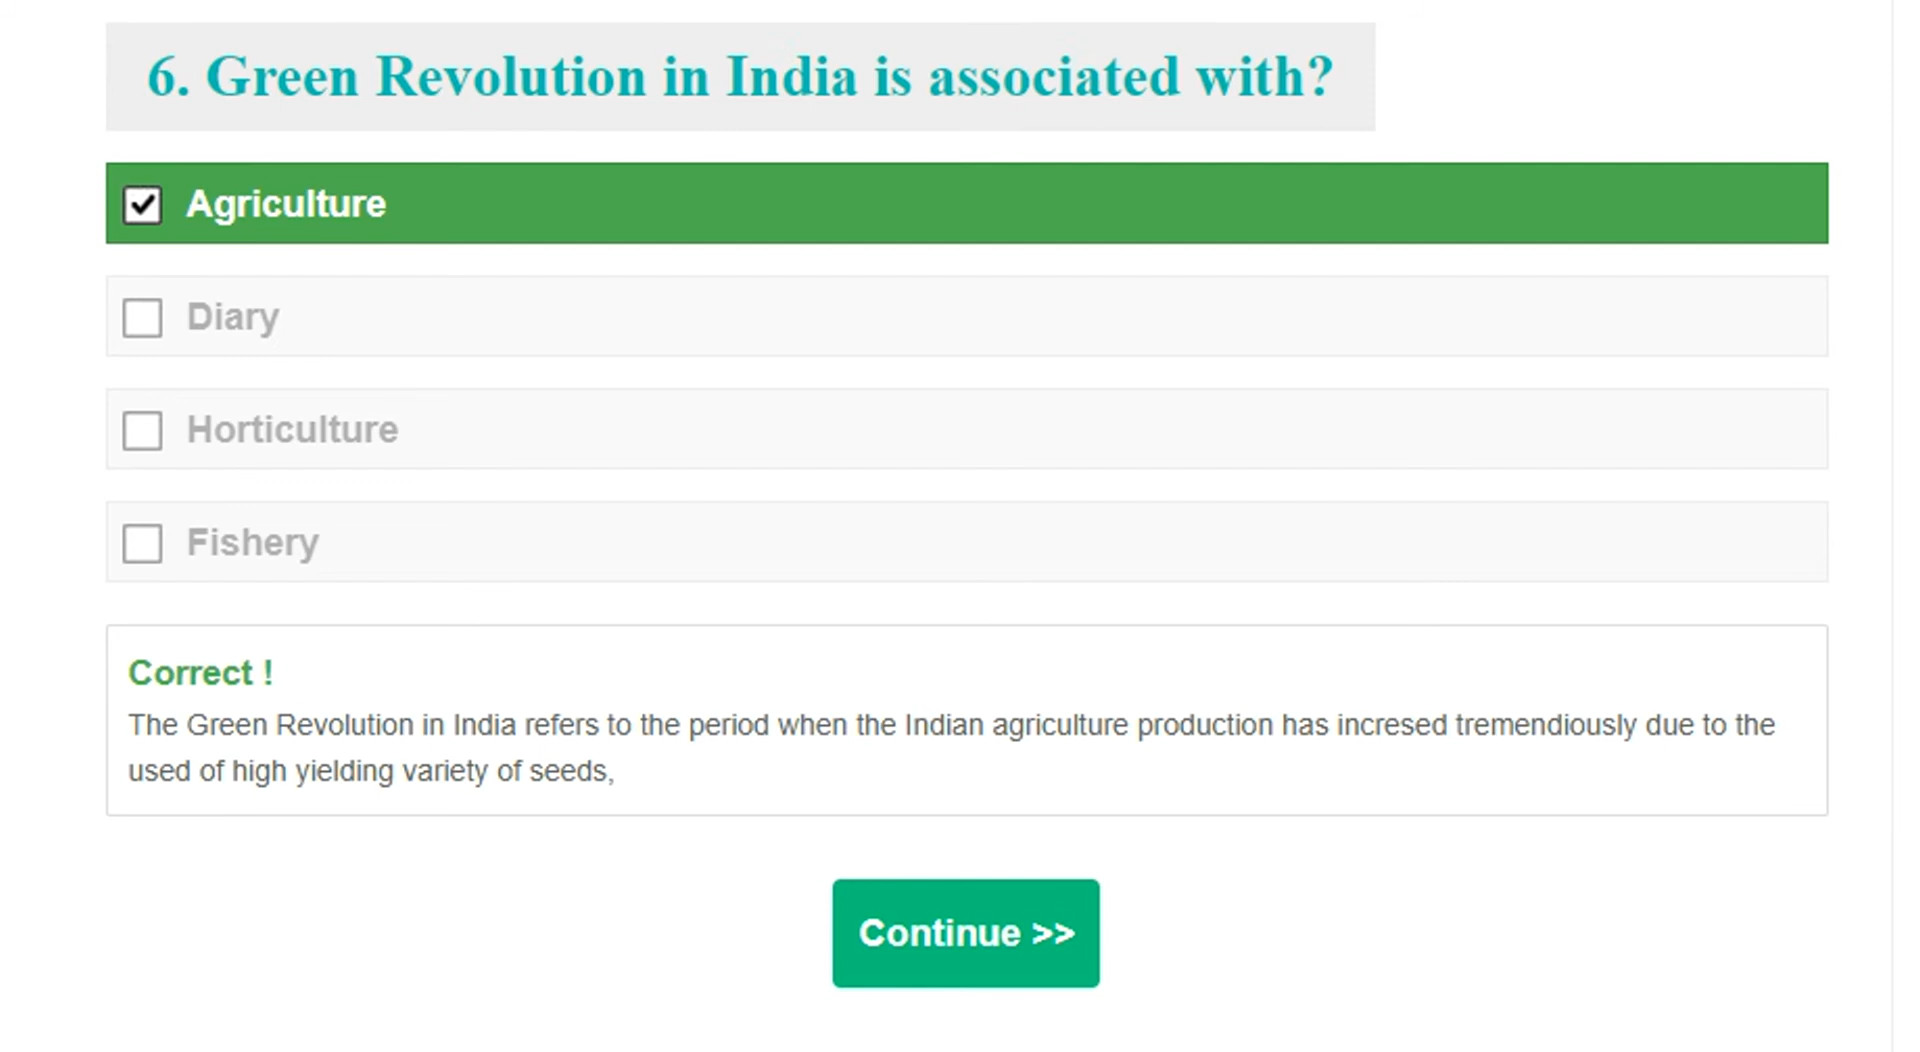 6. Green Revolution in India is associated with?
Agriculture
Diary
Horticulture
Fishery
Correct !
The Green Revolution in India refers to the period when the Indian agriculture production has incresed tremendiously due to the
used of high yielding variety of seeds,
Continue >>